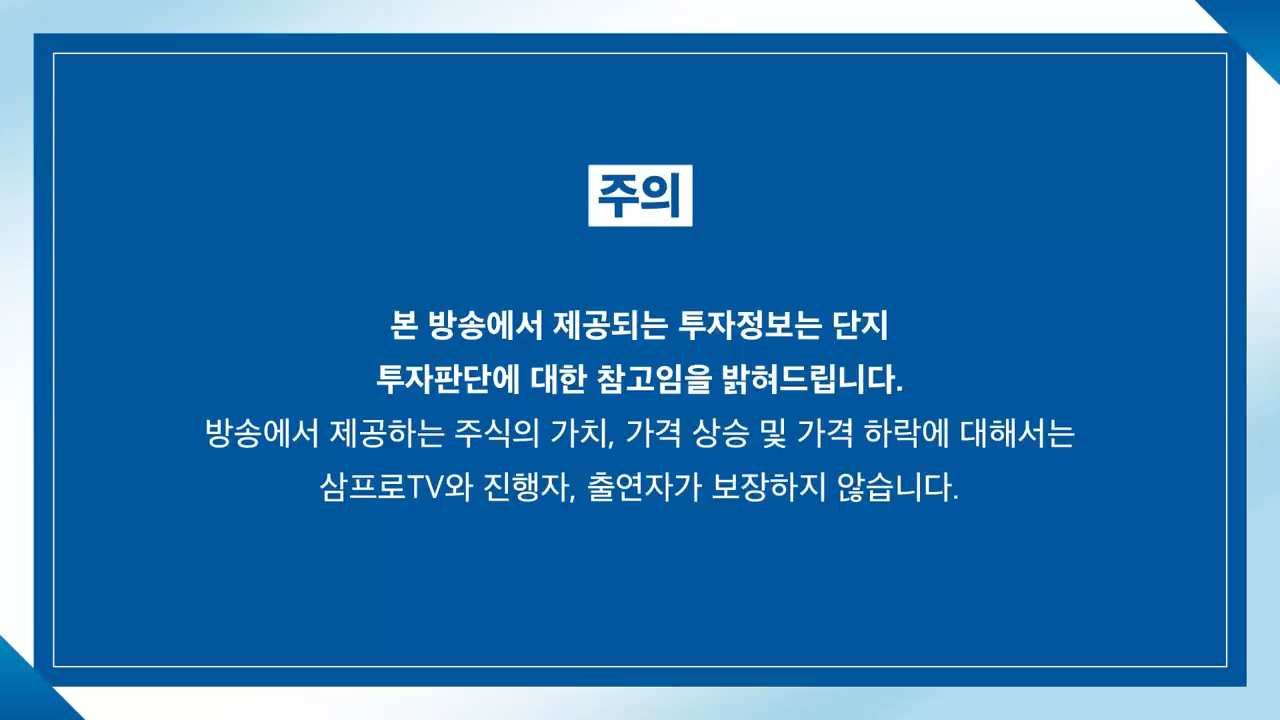 주의
본 방송에서 제공되는 투자정보는 단지
투자판단에 대한 참고임을 밝혀드립니다.
방송에서 제공하는 주식의 가치, 가격 상승 및 가격 하락에 대해서는
삼프로TV와 진행자, 출연자가 보장하지 않습니다.